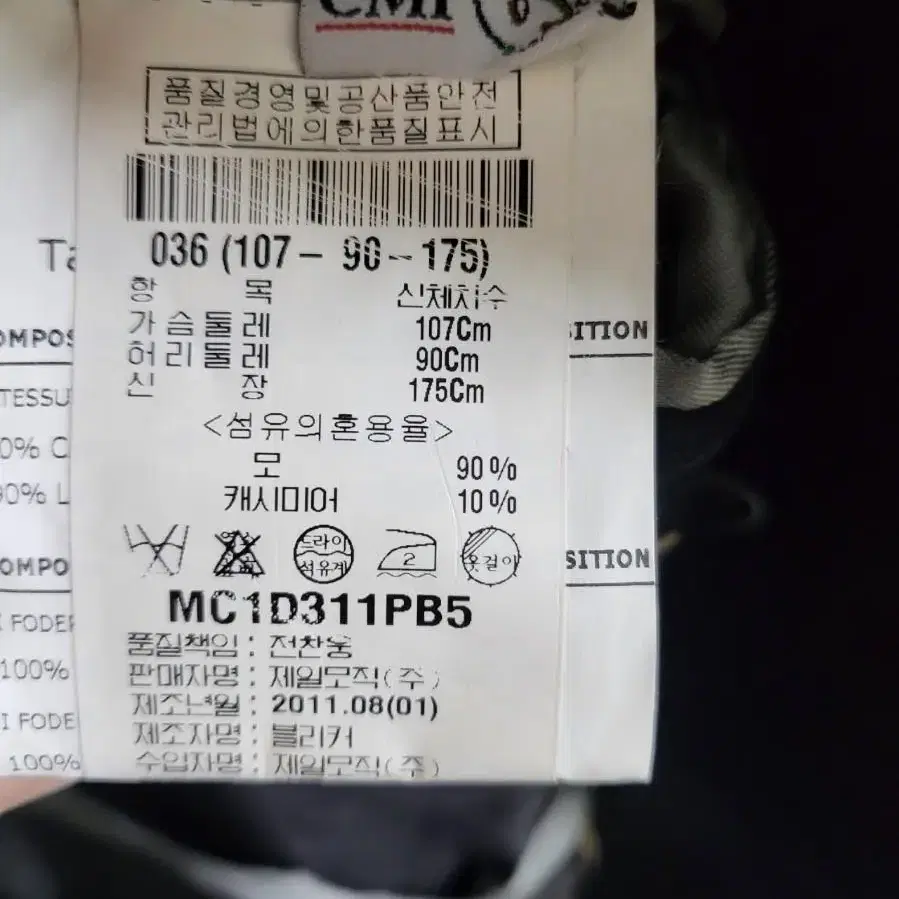 CMI
품질경영및공산품안전
관리법에의한품질표시
036 (107 - 90 - 175)
항 목 신체치수
가슴둘레 107Cm
허리둘레 90Cm
신 장 175Cm
<섬유의혼용율>
모 90%
캐시미어 10%
드라이
석유계
2
옷걸이
MC1D311PB5
품질책임 : 전찬웅
판매자명 : 제일모직(주)
제조년월 : 2011.08(01)
제조자명 : 블리커
수입자명 : 제일모직(주)
ITION
SITION
OMPOS
TESSU
0% C
90% L
OMPO
I FODER
100%
I FODE
100%